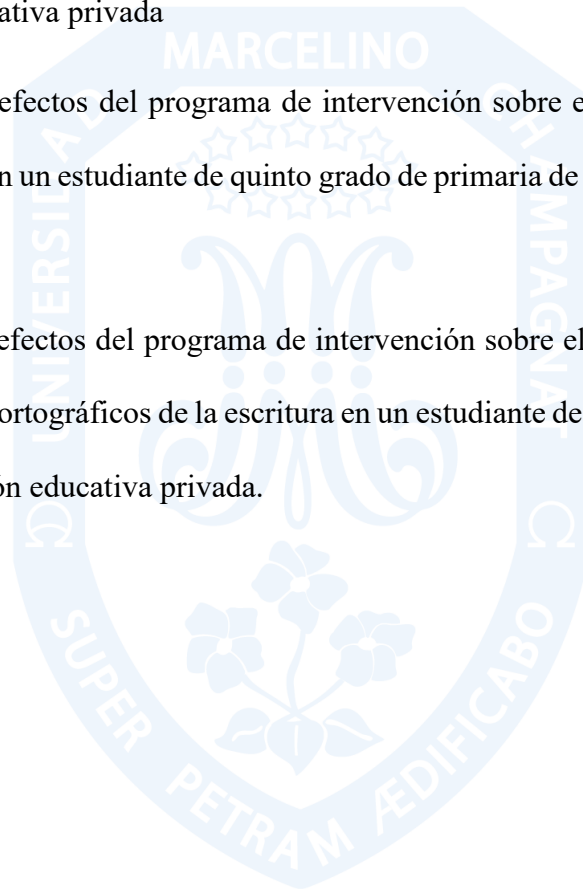 ativa privada
MARCELINO
efectos del programa de intervención sobre e
n un estudiante de quinto grado de primaria de
UNIVERSIDAD
CHAMPAGNAT
efectos del programa de intervención sobre el
ortográficos de la escritura en un estudiante de
ón educativa privada.
SUPER PETRAM ÆDIFICABO